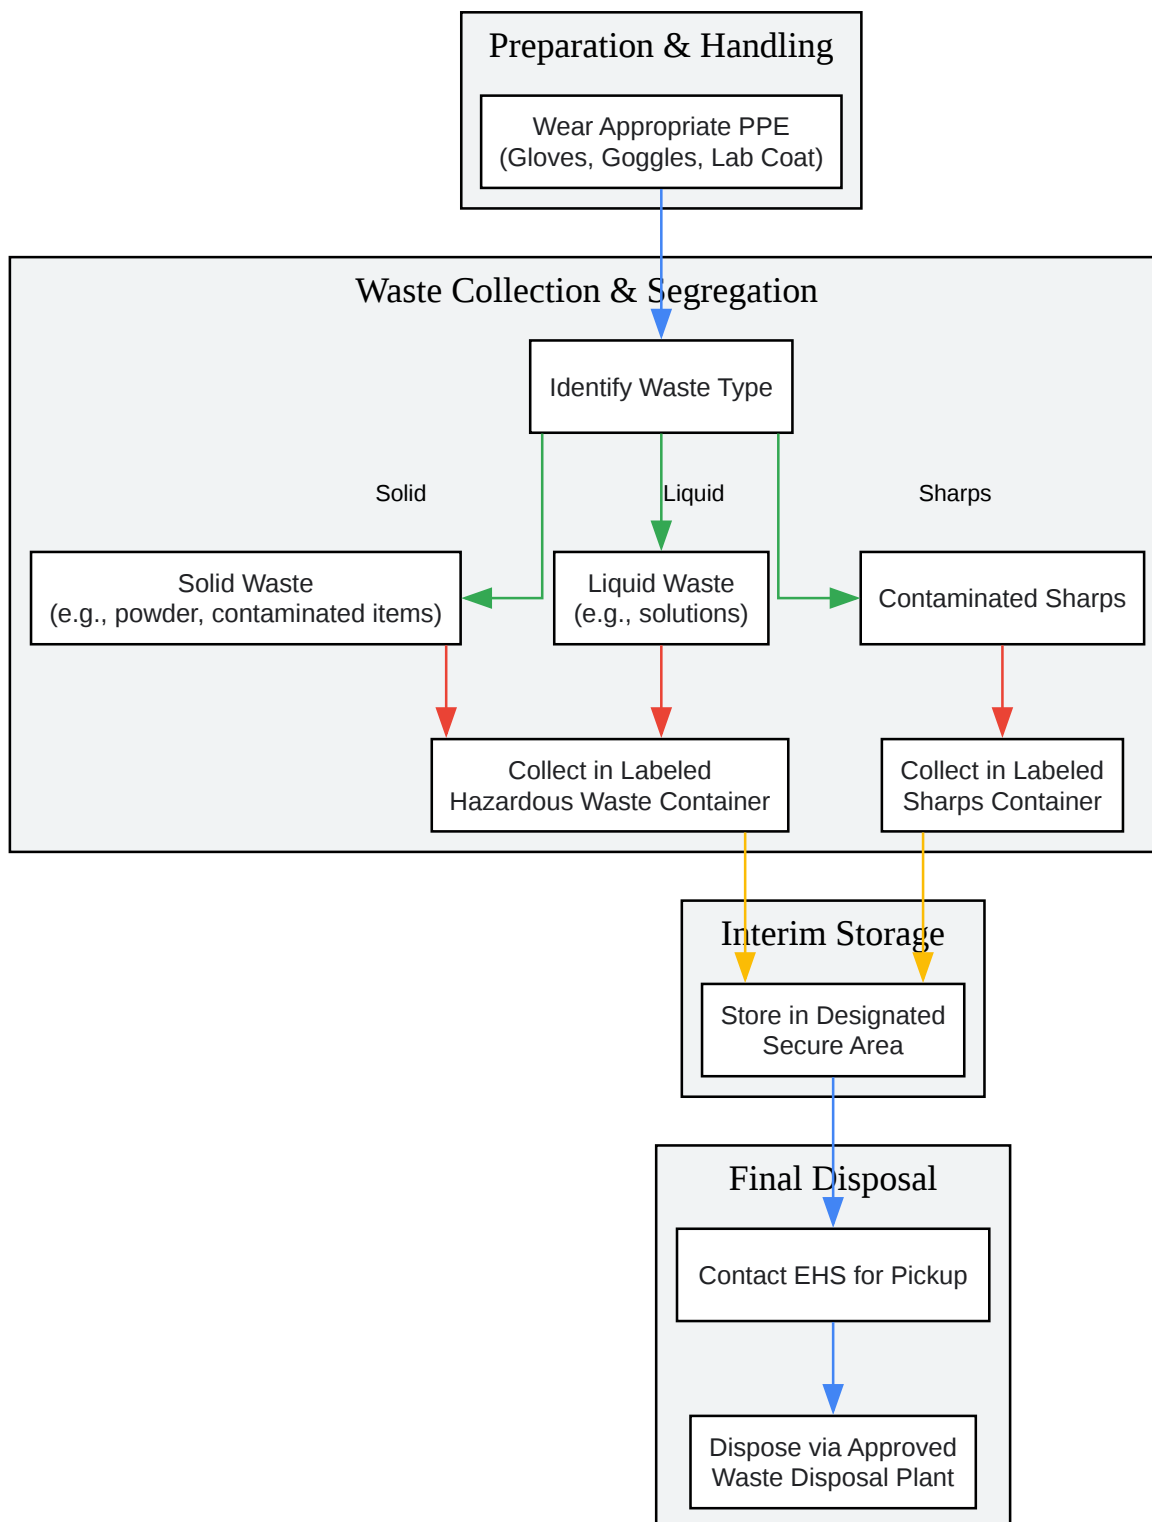 Preparation & Handling
Wear Appropriate PPE
(Gloves, Goggles, Lab Coat)
Waste Collection & Segregation
Identify Waste Type
Solid
Liquid
Sharps
Solid Waste
(e.g., powder, contaminated items)
Liquid Waste
(e.g., solutions)
Contaminated Sharps
Collect in Labeled
Hazardous Waste Container
Collect in Labeled
Sharps Container
Interim Storage
Store in Designated
Secure Area
Final Disposal
Contact EHS for Pickup
Dispose via Approved
Waste Disposal Plant